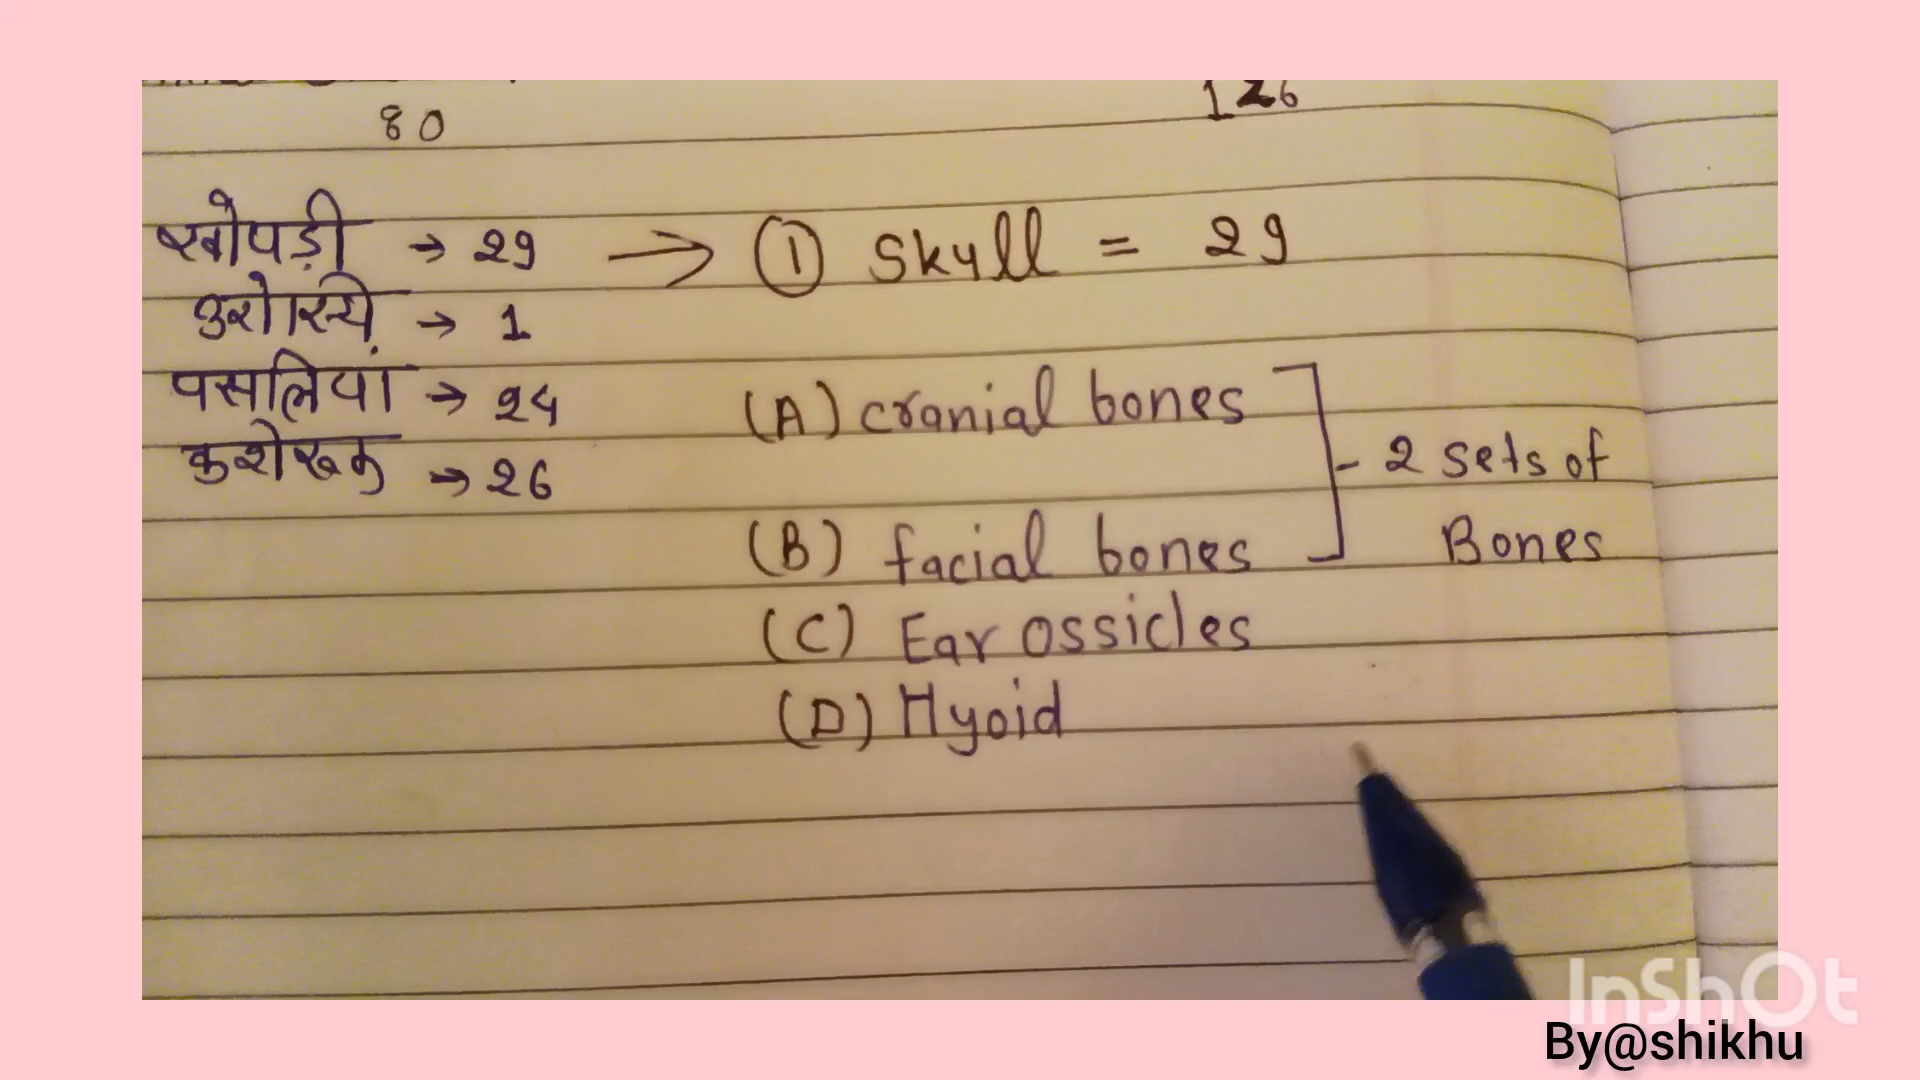 80
126
खोपड़ी → 29 → ① Skull = 29
उरोस्थि → 1
पसलियां → 24
कशेरूक → 26
(A) cranial bones
(B) facial bones
2 sets of
Bones
(C) Ear ossicles
(D) Hyoid
InShOt
By@shikhu